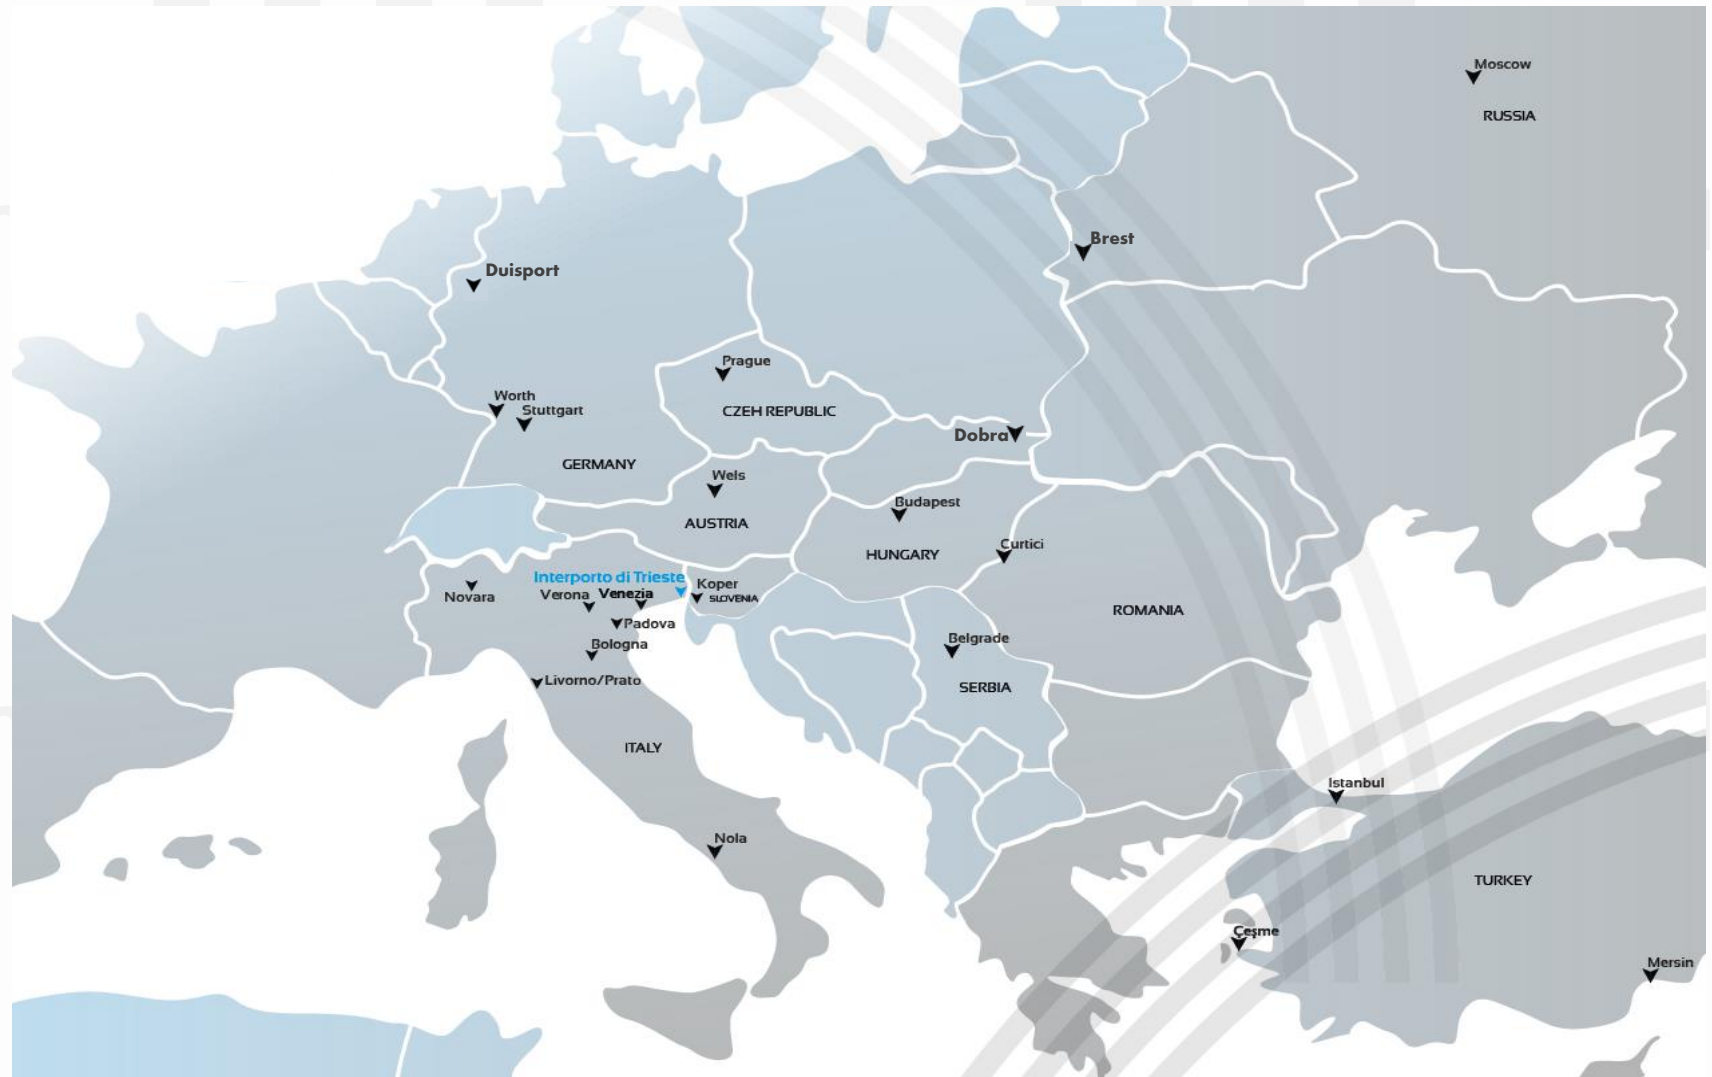 Moscow
RUSSIA
Brest
Duisport
Prague
Worth
Stuttgart
CZEH REPUBLIC
Dobra
GERMANY
Wels
Budapest
AUSTRIA
Curtici
HUNGARY
Interporto di Trieste
Koper
Novara
Verona
Venezia
SLOVENIA
ROMANIA
Padova
Belgrade
Bologna
Livorno/Prato
SERBIA
ITALY
Istanbul
Nola
TURKEY
Çeşme
Mersin